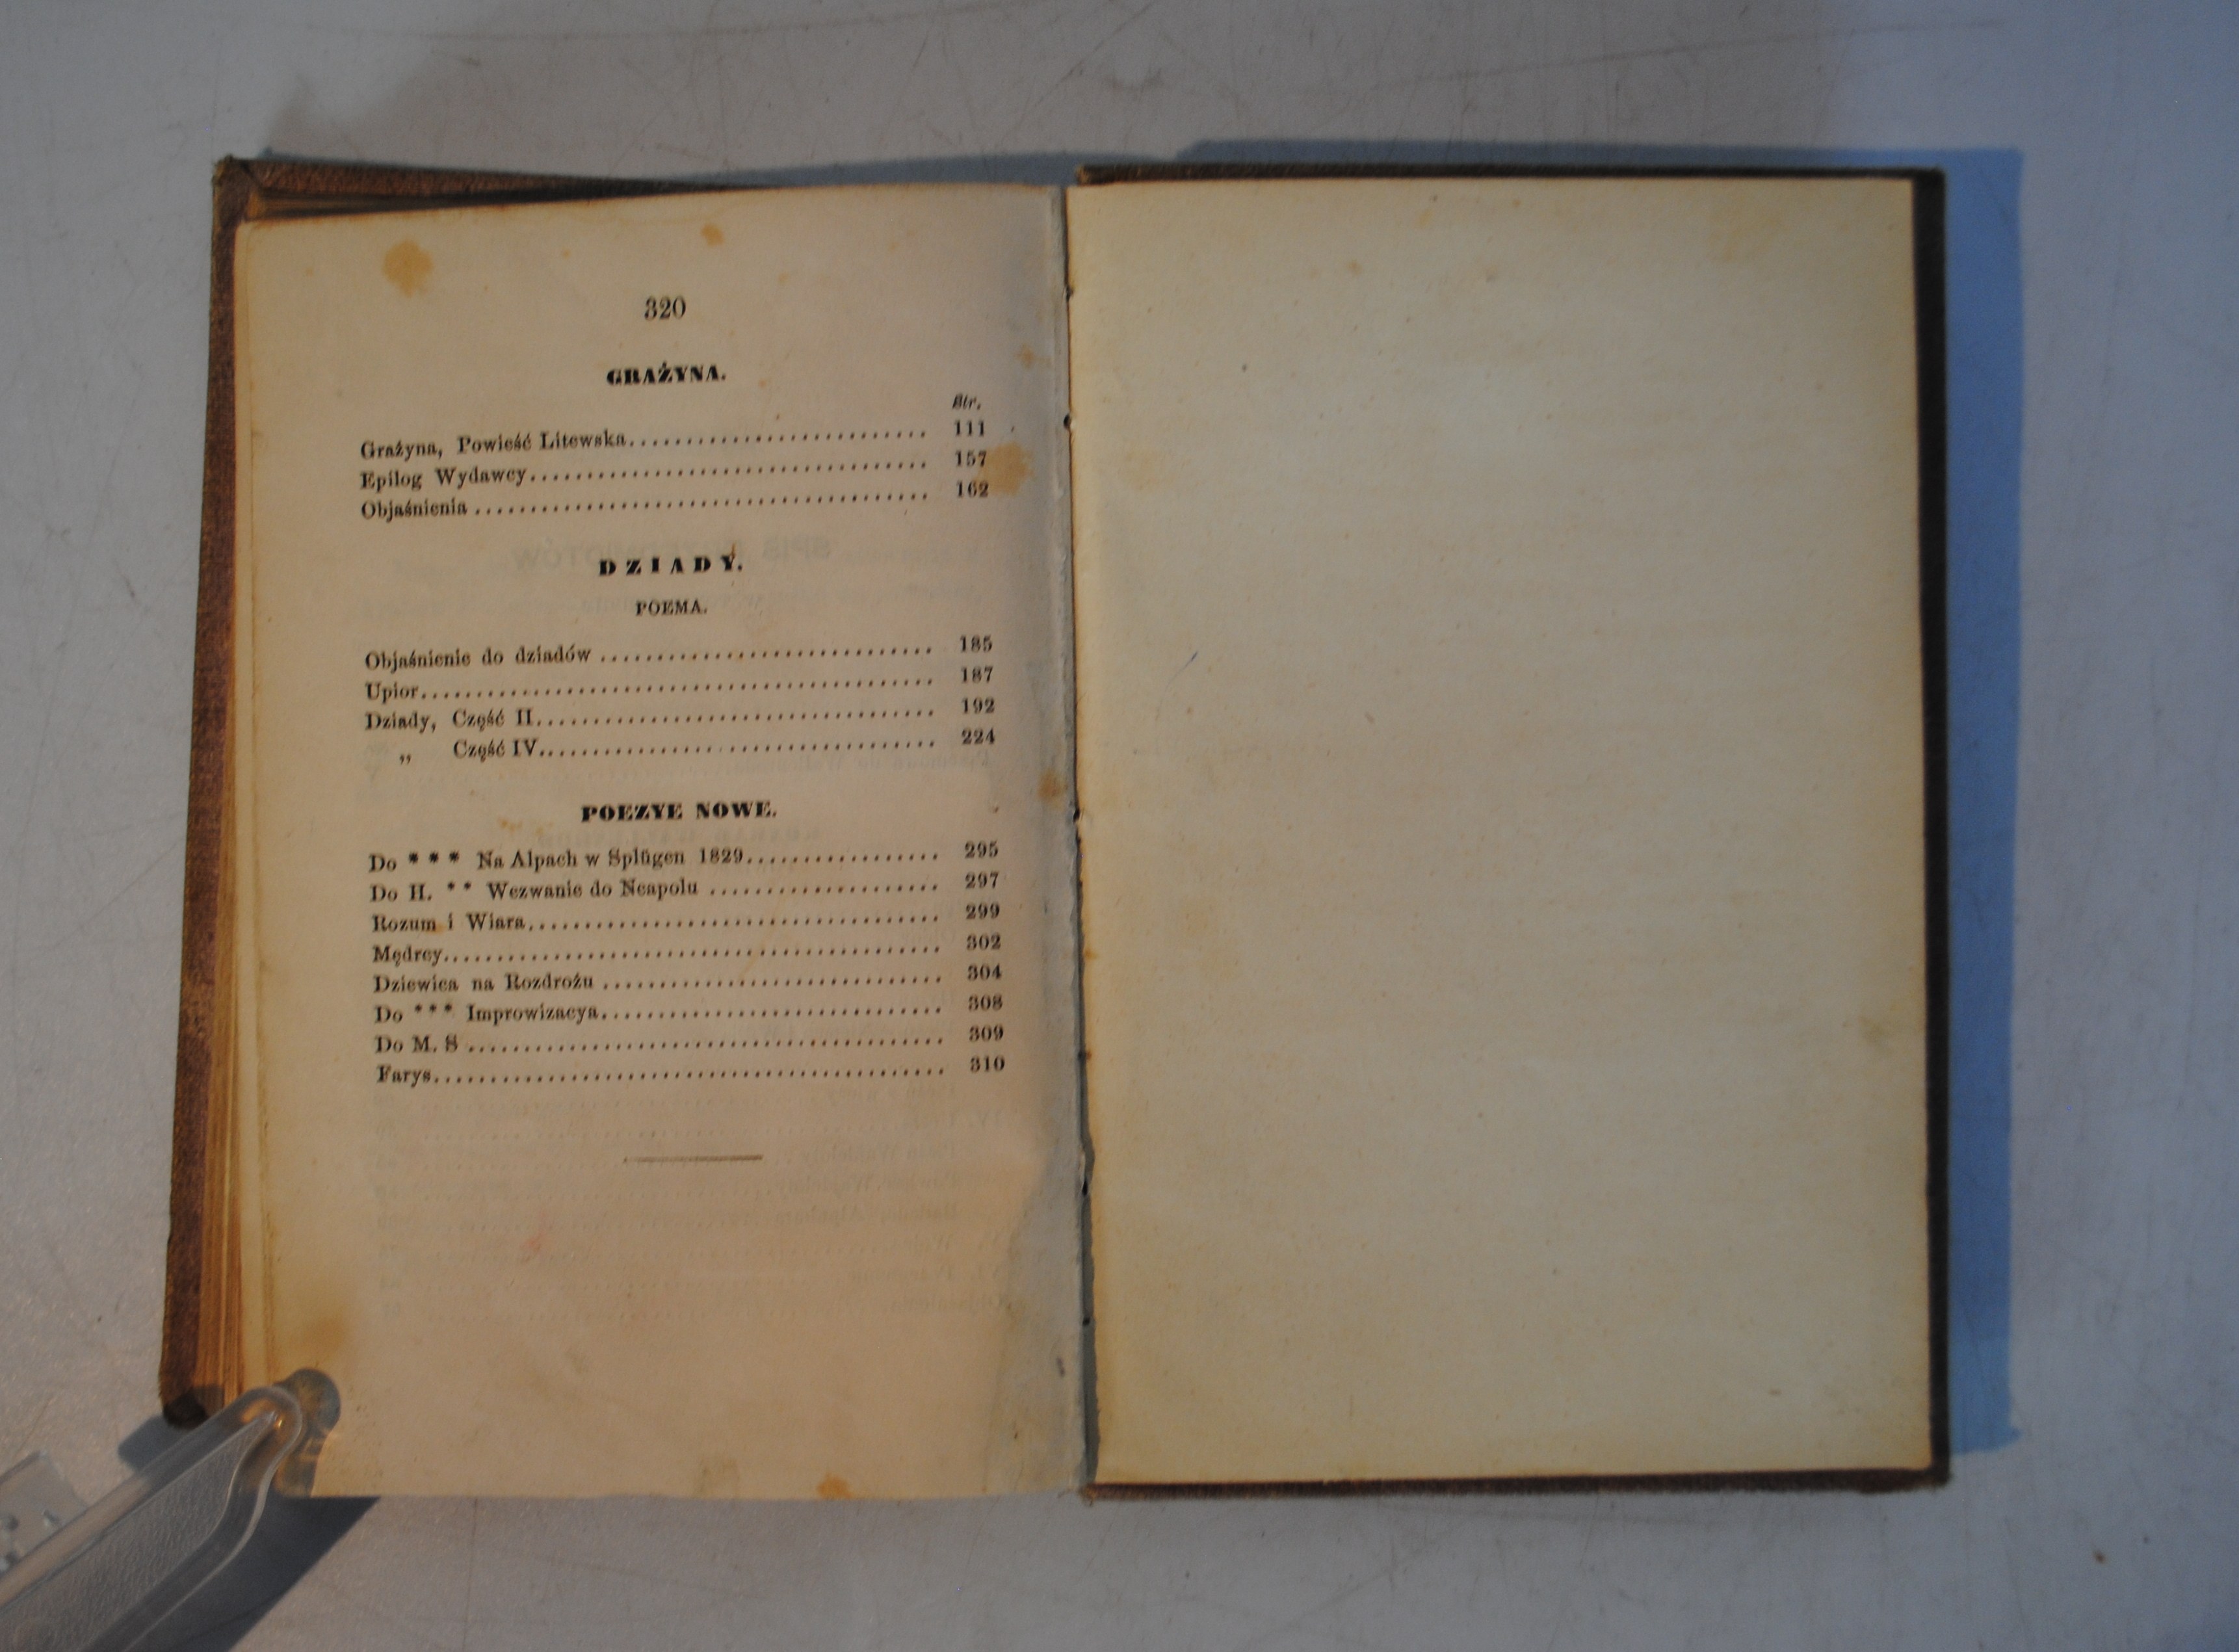 320
GRAŻYNA.
Str.
Grażyna, Powieść Litewska........................... 111
Epilog Wydawcy................................... 157
Objaśnienia ........................................ 162
DZIADY.
POEMA.
Objaśnienie do dziadów .............................. 185
Upior............................................. 187
Dziady, Część II................................... 192
„ Część IV................................... 224
POEZYE NOWE.
Do * * * Na Alpach w Splügen 1829................. 295
Do H. * * Wezwanie do Neapolu .................... 297
Rozum i Wiara..................................... 299
Mędrcy............................................ 302
Dziewica na Rozdrożu .............................. 304
Do * * * Improwizacya.............................. 308
Do M. S .......................................... 309
Farys............................................. 310